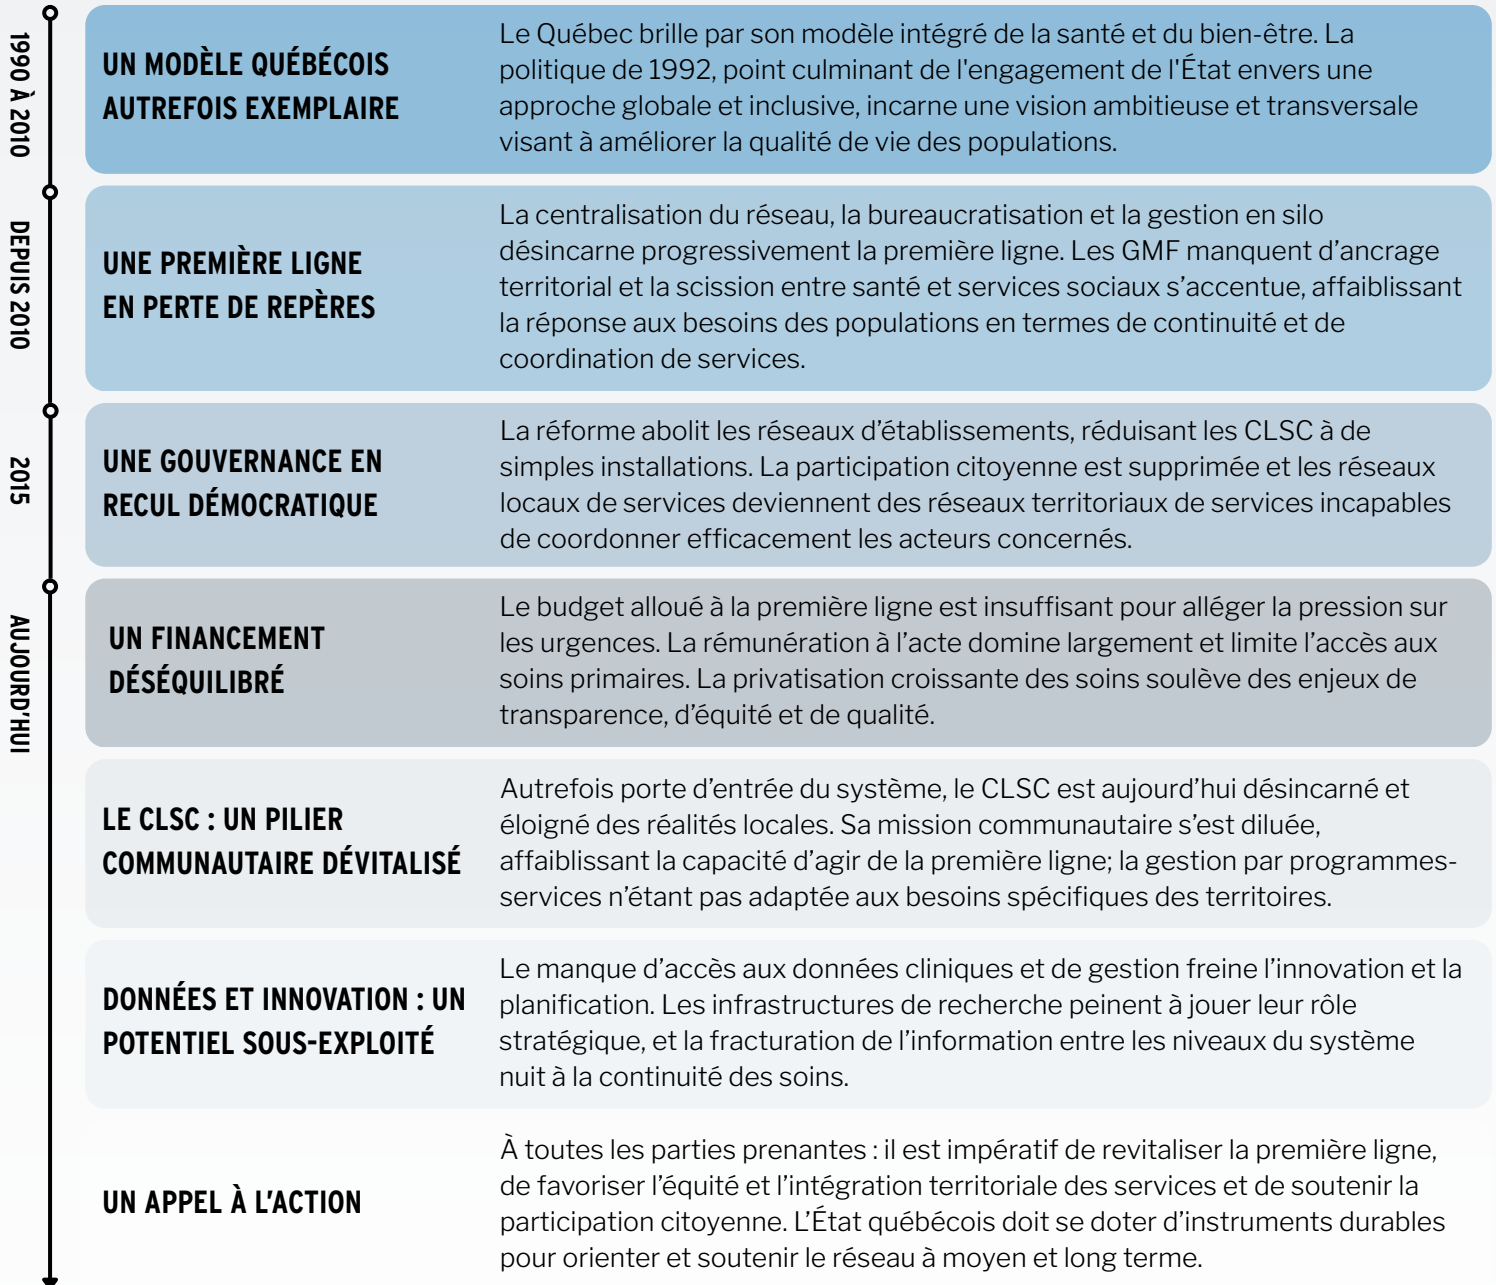 1990 À 2010
UN MODÈLE QUÉBÉCOIS
AUTREFOIS EXEMPLAIRE
Le Québec brille par son modèle intégré de la santé et du bien-être. La
politique de 1992, point culminant de l'engagement de l'État envers une
approche globale et inclusive, incarne une vision ambitieuse et transversale
visant à améliorer la qualité de vie des populations.
DEPUIS 2010
UNE PREMIÈRE LIGNE
EN PERTE DE REPÈRES
La centralisation du réseau, la bureaucratisation et la gestion en silo
désincarne progressivement la première ligne. Les GMF manquent d’ancrage
territorial et la scission entre santé et services sociaux s’accentue, affaiblissant
la réponse aux besoins des populations en termes de continuité et de
coordination de services.
2015
UNE GOUVERNANCE EN
RECUL DÉMOCRATIQUE
La réforme abolit les réseaux d’établissements, réduisant les CLSC à de
simples installations. La participation citoyenne est supprimée et les réseaux
locaux de services deviennent des réseaux territoriaux de services incapables
de coordonner efficacement les acteurs concernés.
AUJOURD’HUI
UN FINANCEMENT
DÉSÉQUILIBRÉ
Le budget alloué à la première ligne est insuffisant pour alléger la pression sur
les urgences. La rémunération à l’acte domine largement et limite l’accès aux
soins primaires. La privatisation croissante des soins soulève des enjeux de
transparence, d’équité et de qualité.
LE CLSC : UN PILIER
COMMUNAUTAIRE DÉVITALISÉ
Autrefois porte d’entrée du système, le CLSC est aujourd’hui désincarné et
éloigné des réalités locales. Sa mission communautaire s’est diluée,
affaiblissant la capacité d’agir de la première ligne; la gestion par programmes-
services n’étant pas adaptée aux besoins spécifiques des territoires.
DONNÉES ET INNOVATION : UN
POTENTIEL SOUS-EXPLOITÉ
Le manque d’accès aux données cliniques et de gestion freine l’innovation et la
planification. Les infrastructures de recherche peinent à jouer leur rôle
stratégique, et la fracturation de l’information entre les niveaux du système
nuit à la continuité des soins.
UN APPEL À L’ACTION
À toutes les parties prenantes : il est impératif de revitaliser la première ligne,
de favoriser l’équité et l’intégration territoriale des services et de soutenir la
participation citoyenne. L’État québécois doit se doter d’instruments durables
pour orienter et soutenir le réseau à moyen et long terme.